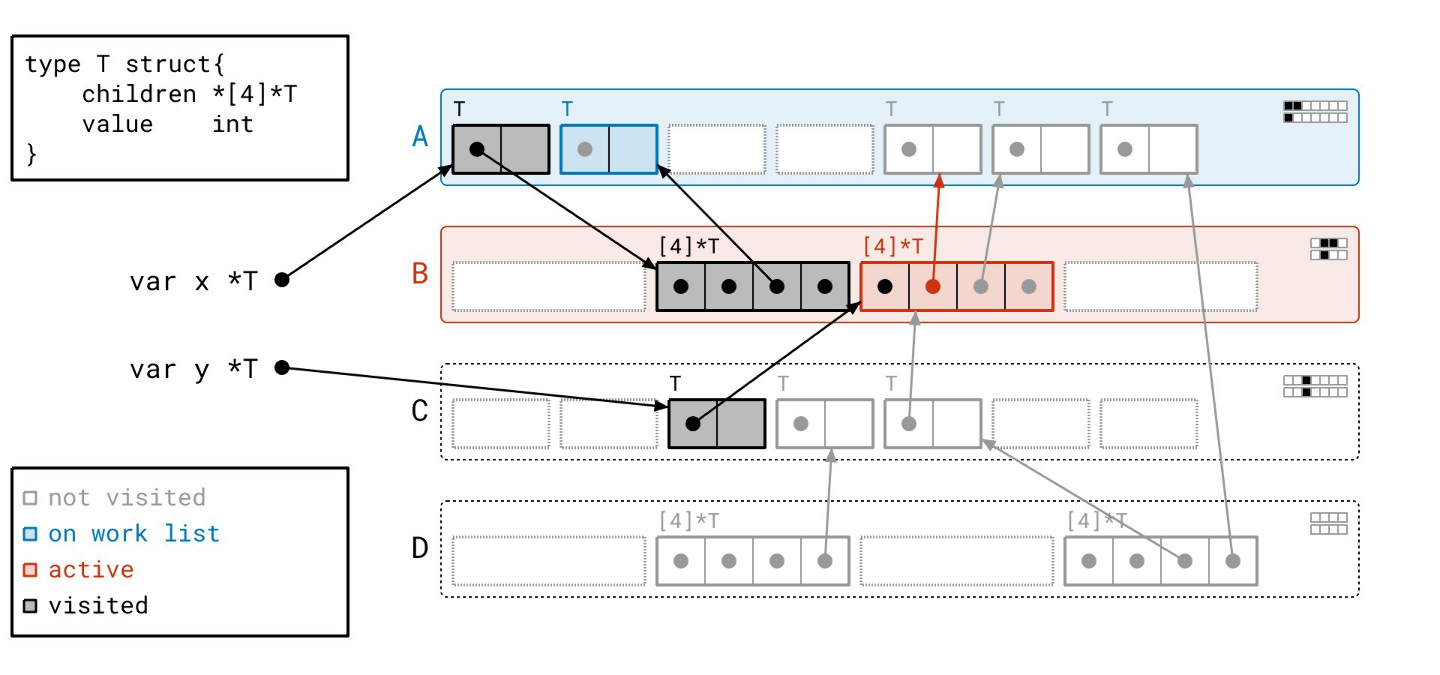 type T struct{
    children *[4]*T
    value    int
}
A
T
T
T
T
T
var x *T
B
[4]*T
[4]*T
var y *T
C
T
T
T
D
[4]*T
[4]*T
not visited
on work list
active
visited